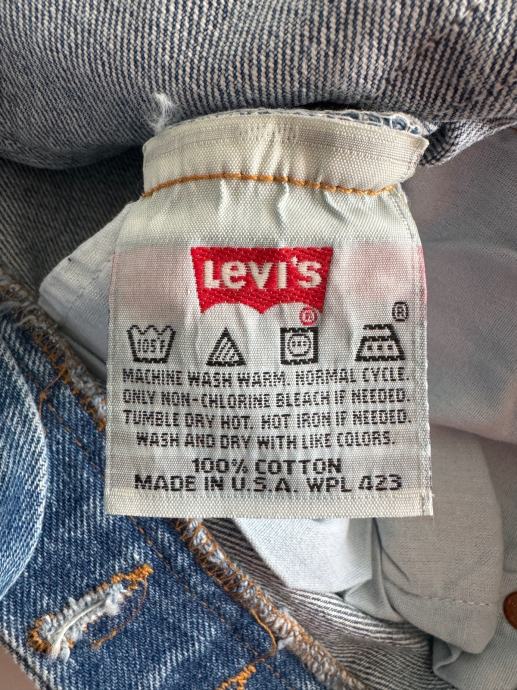 Levi's
®
®
105F
MACHINE WASH WARM. NORMAL CYCLE.
ONLY NON-CHLORINE BLEACH IF NEEDED.
TUMBLE DRY HOT. HOT IRON IF NEEDED.
WASH AND DRY WITH LIKE COLORS.
100% COTTON
MADE IN U.S.A. WPL 423